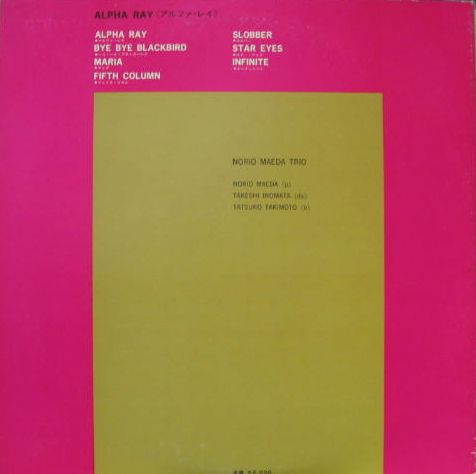 ALPHA RAY (アルファ・レイ)
ALPHA RAY
BYE BYE BLACKBIRD
MARIA
FIFTH COLUMN
SLOBBER
STAR EYES
INFINITE
NORIO MAEDA TRIO
NORIO MAEDA (p)
TAKESHI INOMATA (ds)
TATSURO TAKIMOTO (b)